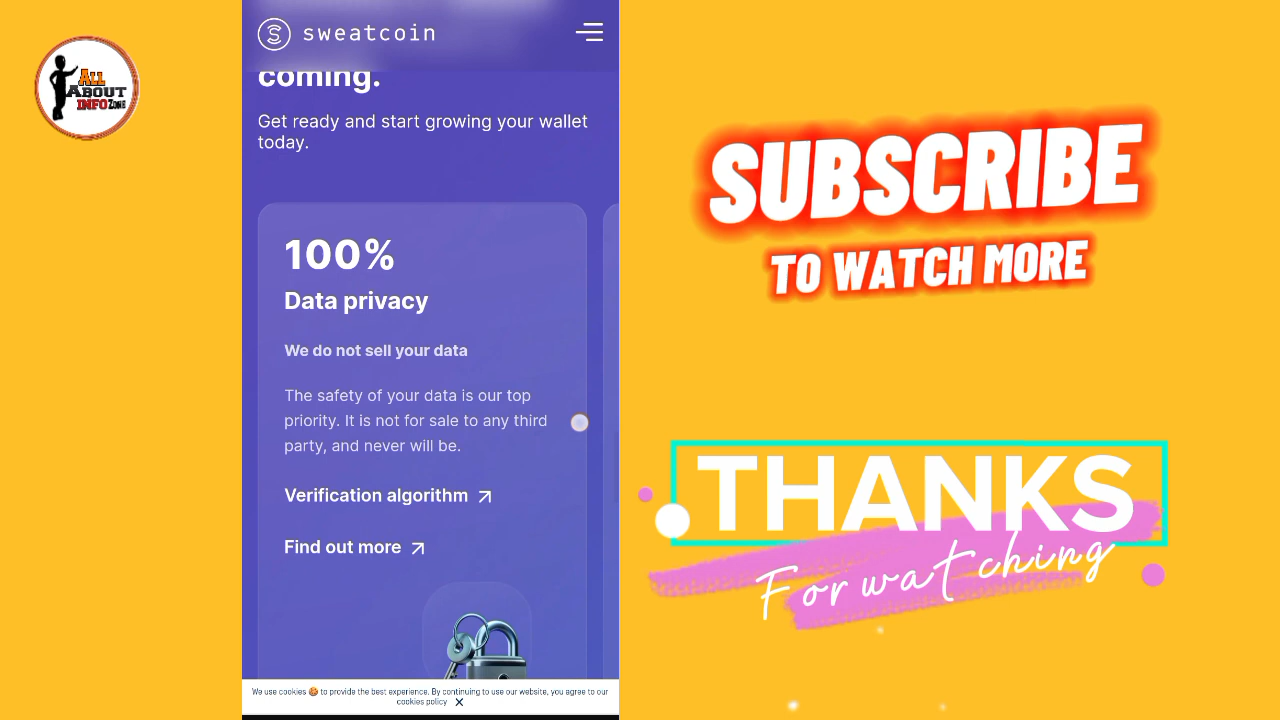 ALL
ABOUT
INFO ZONE
sweatcoin
coming.
Get ready and start growing your wallet
today.
100%
Data privacy
We do not sell your data
The safety of your data is our top
priority. It is not for sale to any third
party, and never will be.
Verification algorithm
Find out more
We use cookies 🍪 to provide the best experience. By continuing to use our website, you agree to our
cookies policy
SUBSCRIBE
TO WATCH MORE
THANKS
For watching